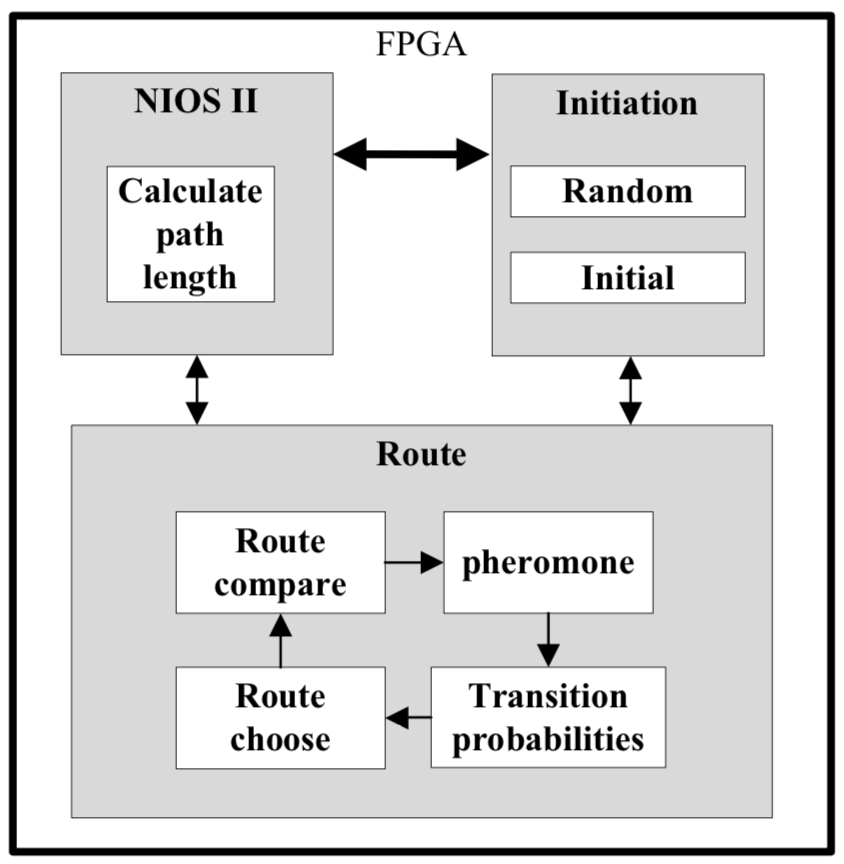 FPGA
NIOS II
Calculate
path
length
Initiation
Random
Initial
Route
Route
compare
pheromone
Route
choose
Transition
probabilities